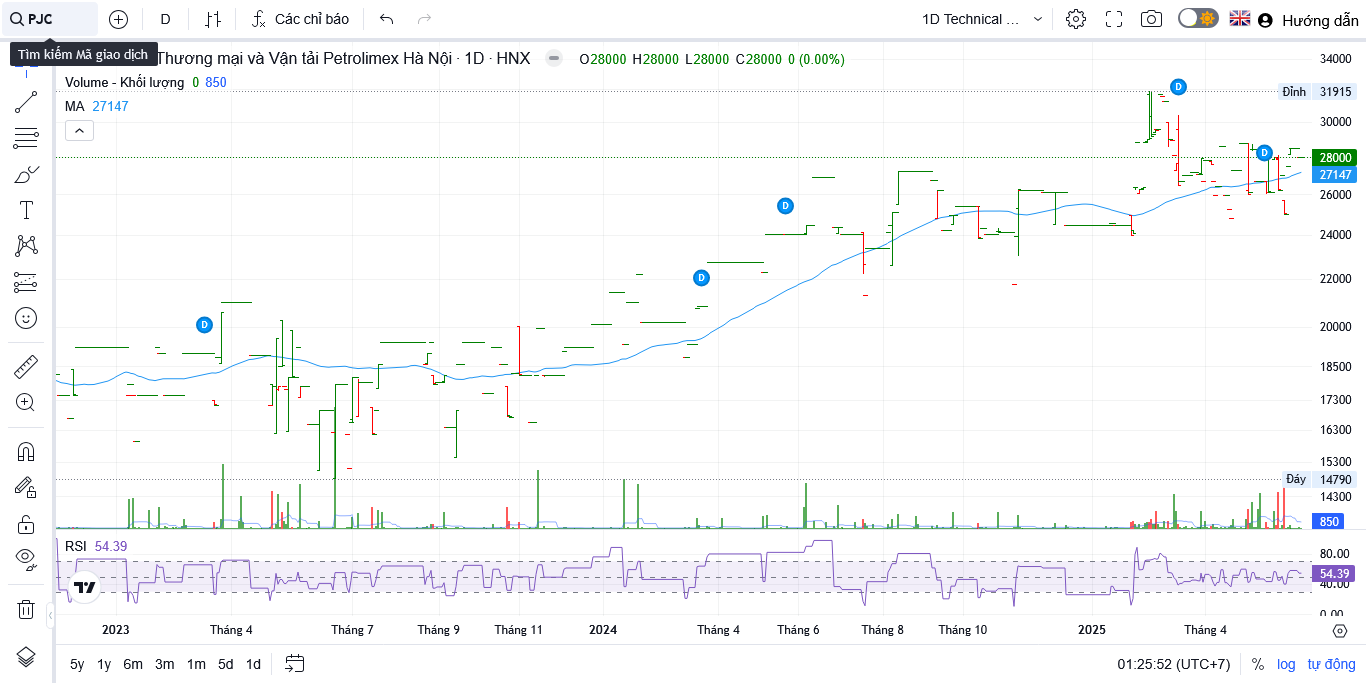 PJC D Các chỉ báo 1D Technical ... Hướng dẫn
Tìm kiếm Mã giao dịch
Thương mại và Vận tải Petrolimex Hà Nội · 1D · HNX O28000 H28000 L28000 C28000 0 (0.00%)
Volume - Khối lượng 0 850
MA 27147
34000
Đỉnh 31915
30000
28000
27147
26000
24000
22000
20000
18500
17300
16300
15300
Đáy 14790
14300
850
D
D
D
D
D
RSI 54.39
80.00
54.39
40.00
0.00
2023 Tháng 4 Tháng 7 Tháng 9 Tháng 11 2024 Tháng 4 Tháng 6 Tháng 8 Tháng 10 2025 Tháng 4
5y 1y 6m 3m 1m 5d 1d 01:25:52 (UTC+7) % log tự động